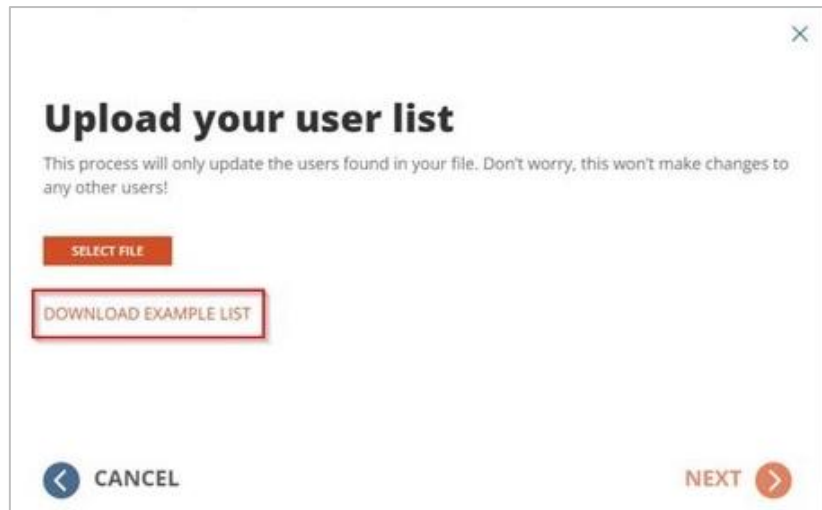 Upload your user list
This process will only update the users found in your file. Don't worry, this won't make changes to
any other users!
SELECT FILE
DOWNLOAD EXAMPLE LIST
CANCEL
NEXT